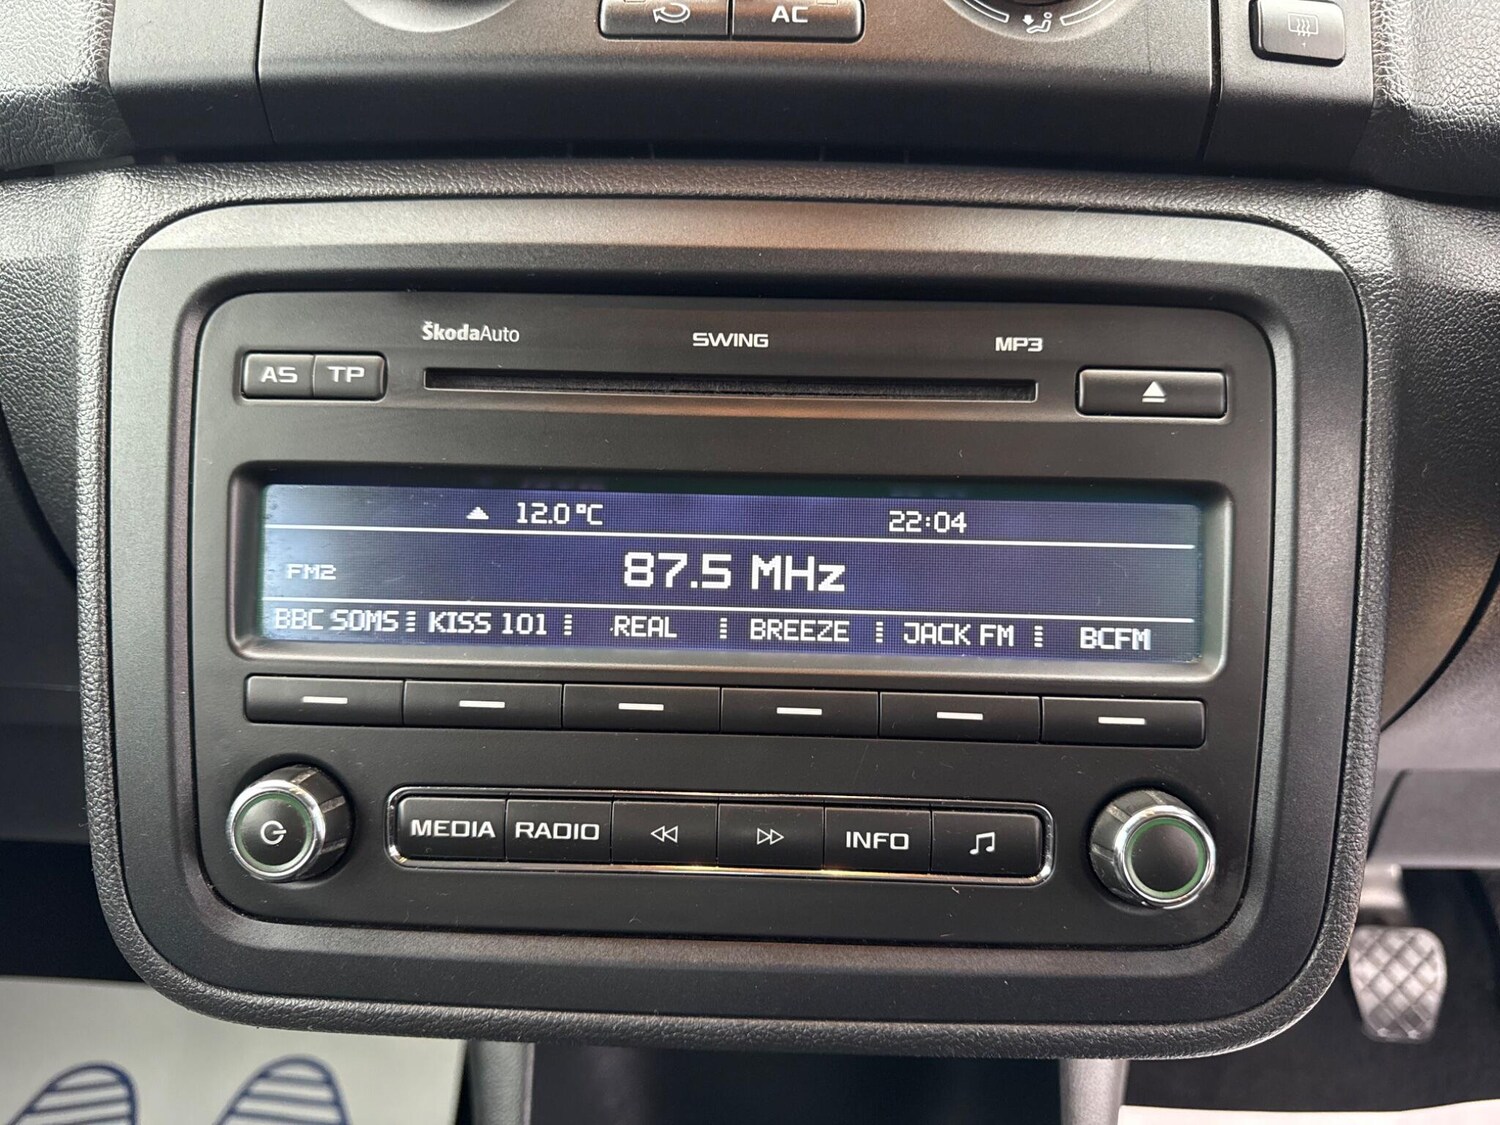 AC
ŠkodaAuto SWING MP3
AS TP
12.0 °C 22:04
FM2 87.5 MHz
BBC SOMS KISS 101 REAL BREEZE JACK FM BCFM
MEDIA RADIO INFO